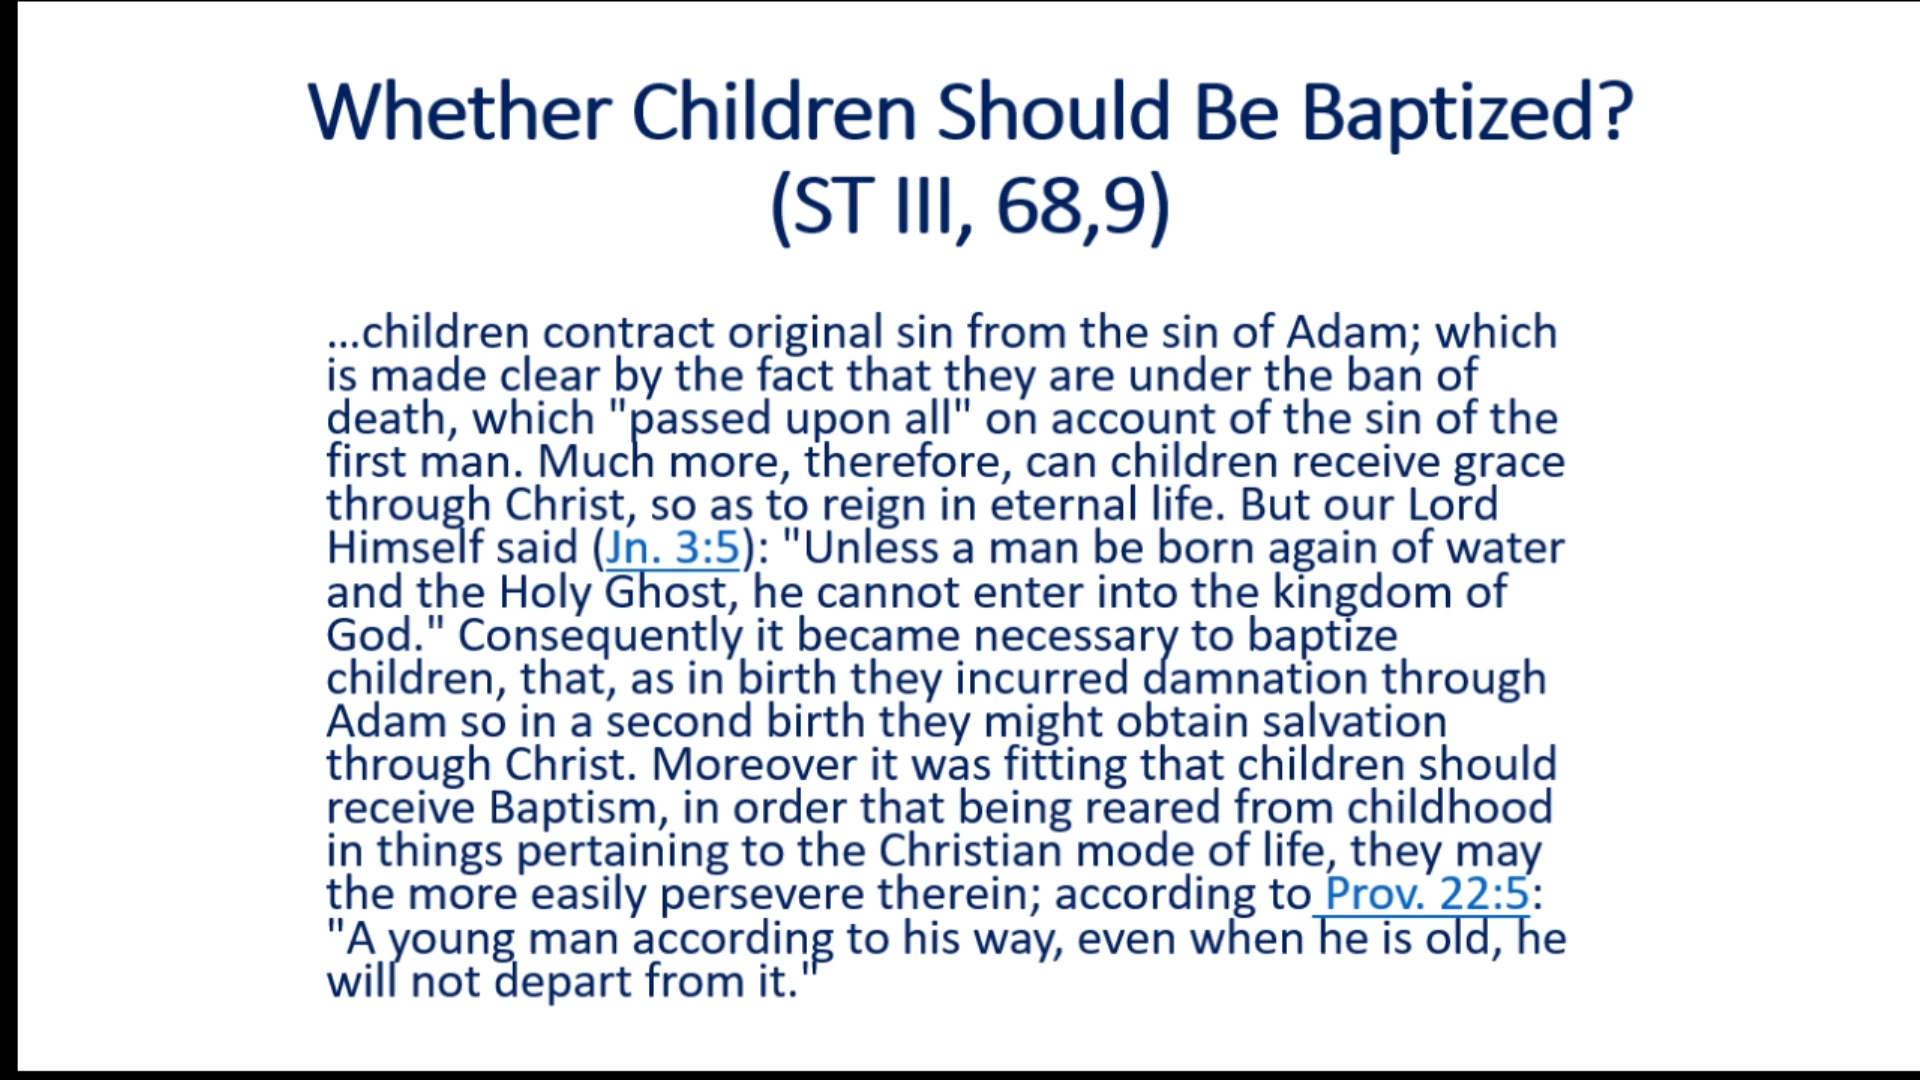 Whether Children Should Be Baptized?
(ST III, 68,9)
...children contract original sin from the sin of Adam; which
is made clear by the fact that they are under the ban of
death, which "passed upon all" on account of the sin of the
first man. Much more, therefore, can children receive grace
through Christ, so as to reign in eternal life. But our Lord
Himself said (Jn. 3:5): "Unless a man be born again of water
and the Holy Ghost, he cannot enter into the kingdom of
God." Consequently it became necessary to baptize
children, that, as in birth they incurred damnation through
Adam so in a second birth they might obtain salvation
through Christ. Moreover it was fitting that children should
receive Baptism, in order that being reared from childhood
in things pertaining to the Christian mode of life, they may
the more easily persevere therein; according to Prov. 22:5:
"A young man according to his way, even when he is old, he
will not depart from it."